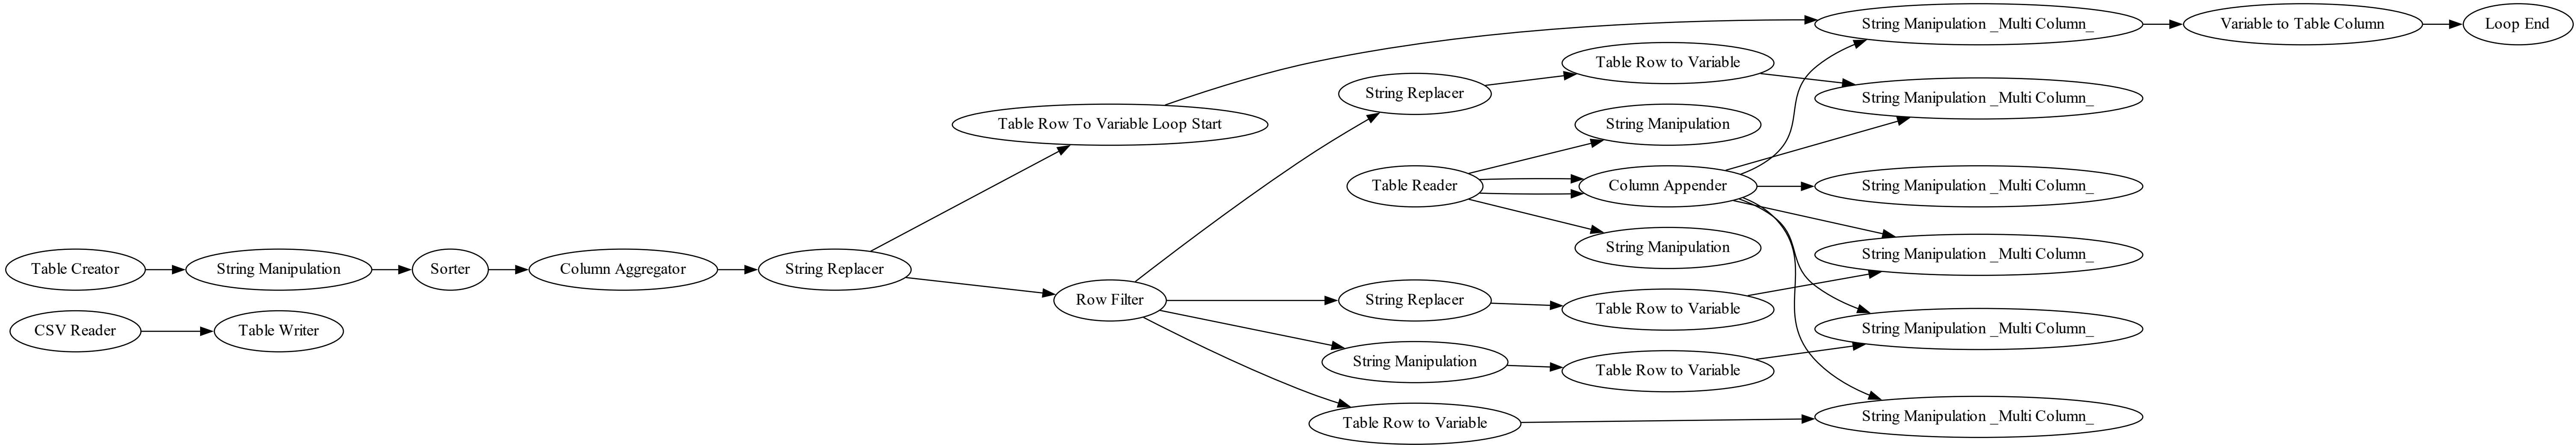 String Manipulation _Multi Column_
Variable to Table Column
Loop End
Table Row to Variable
String Replacer
String Manipulation _Multi Column_
Table Row To Variable Loop Start
String Manipulation
Table Reader
Column Appender
String Manipulation _Multi Column_
String Manipulation
String Manipulation _Multi Column_
Table Creator
String Manipulation
Sorter
Column Aggregator
String Replacer
Row Filter
String Replacer
Table Row to Variable
CSV Reader
Table Writer
String Manipulation _Multi Column_
String Manipulation
Table Row to Variable
Table Row to Variable
String Manipulation _Multi Column_